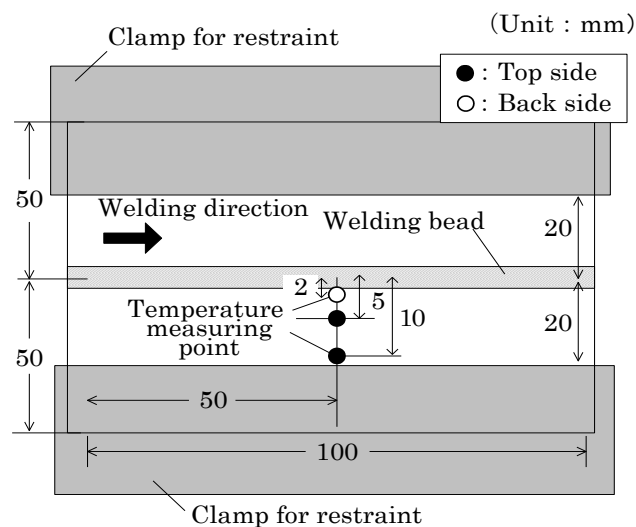 (Unit : mm)
Clamp for restraint
● : Top side
○ : Back side
50
Welding direction
Welding bead
20
2
5
10
Temperature
measuring
point
20
50
50
100
Clamp for restraint